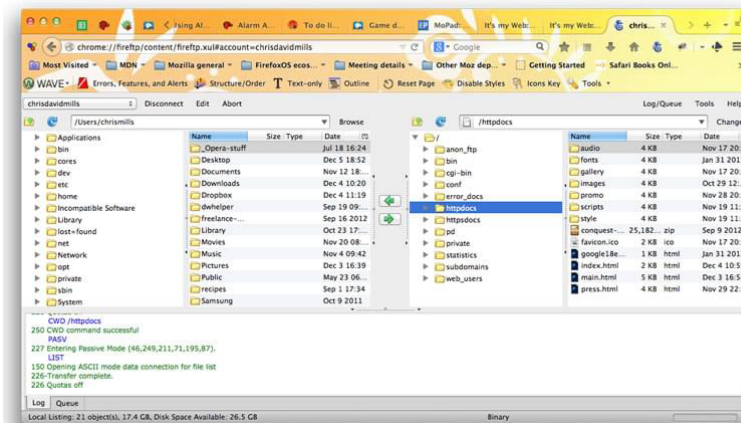 Using Al... Alarm A... To do li... Game d... MoPad: It's my Web: It's my Web: chris...
chrome://fireftp/content/fireftp.xul#account=chrisdavidmills Google
Most Visited MDN Mozilla general FirefoxOS ecos... Meeting details Other Moz dep... Getting Started Safari Books Onl...
WAVE Errors, Features, and Alerts Structure/Order Text-only Outline Reset Page Disable Styles Icons Key Tools
chrisdavidmills Disconnect Edit Abort Log/Queue Tools Help
/Users/chrismills Browse /httpdocs Change
Name Size Type Date
Applications
bin
cores
dev
etc
home
Incompatible Software
Library
lost+found
net
Network
opt
private
sbin
System
_Opera-stuff Jul 18 16:24
Desktop Dec 5 18:52
Documents Nov 12 18:...
Downloads Dec 4 10:20
Dropbox Dec 4 11:19
dwhelper Sep 19 09:...
freelance-... Sep 16 2012
Library Oct 23 17:...
Movies Nov 20 08:...
Music Nov 4 09:42
Pictures Dec 3 16:39
Public May 23 06...
recipes Sep 1 17:34
Samsung Oct 9 2011
/
anon_ftp
bin
cgi-bin
conf
error_docs
httpdocs
httpsdocs
pd
private
statistics
subdomains
web_users
Name Size Type Date
audio 4 KB Nov 17 20:
fonts 4 KB Jan 31 201
gallery 4 KB Nov 17 20:
images 4 KB Oct 29 12:
promo 4 KB Nov 28 20:
scripts 4 KB Nov 19 11:
style 4 KB Nov 19 11:
conquest-... 25,182... zip Sep 9 2012
favicon.ico 2 KB ico Nov 17 20:
google18e... 1 KB html Jan 31 201
index.html 2 KB html Dec 4 10:5
main.html 5 KB html Dec 3 16:5
press.html 4 KB html Nov 29 22:
CWD /httpdocs
250 CWD command successful
PASV
227 Entering Passive Mode (46,249,211,71,195,87).
LIST
150 Opening ASCII mode data connection for file list
226-Transfer complete.
226 Quotas off
Log Queue
Local Listing: 21 object(s), 17.4 GB, Disk Space Available: 26.5 GB Binary